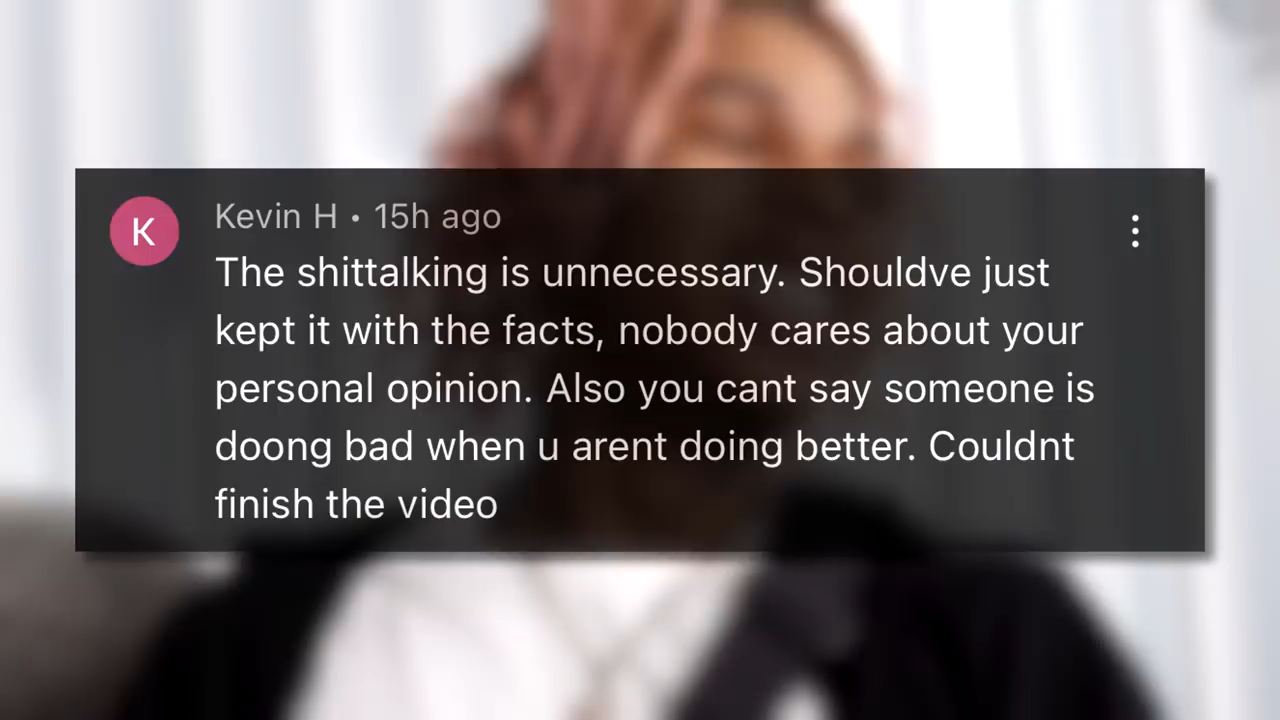 K
Kevin H • 15h ago
The shittalking is unnecessary. Shouldve just
kept it with the facts, nobody cares about your
personal opinion. Also you cant say someone is
doong bad when u arent doing better. Couldnt
finish the video